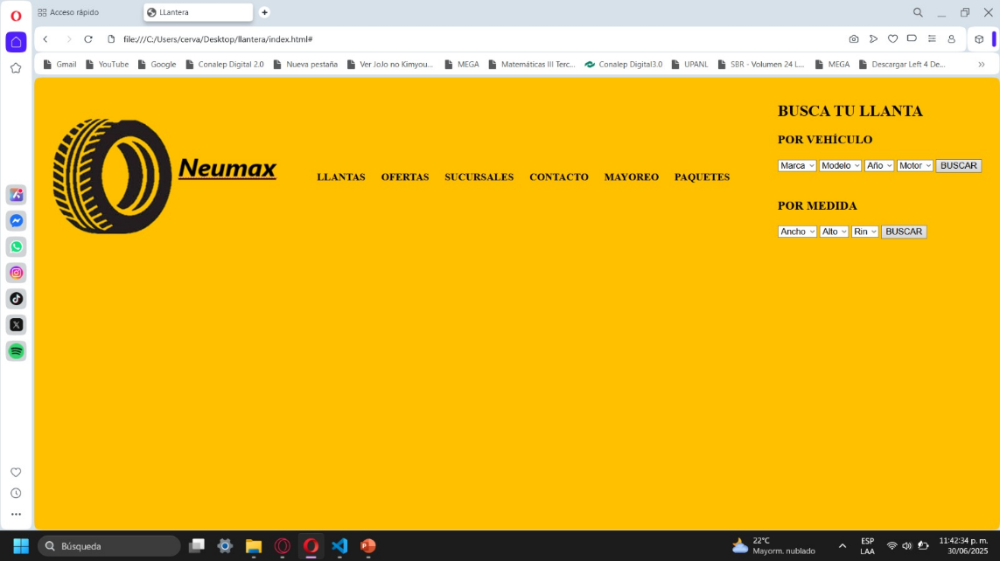 Acceso rápido
LLantera
file:///C:/Users/cerva/Desktop/llantera/index.html#
Gmail
YouTube
Google
Conalep Digital 2.0
Nueva pestaña
Ver JoJo no Kimyou...
MEGA
Matemáticas III Terc...
Conalep Digital3.0
UPANL
SBR - Volumen 24 L...
MEGA
Descargar Left 4 De...
Neumax
LLANTAS
OFERTAS
SUCURSALES
CONTACTO
MAYOREO
PAQUETES
BUSCA TU LLANTA
POR VEHÍCULO
Marca Modelo Año Motor BUSCAR
POR MEDIDA
Ancho Alto Rin BUSCAR
Búsqueda
22°C
Mayorm. nublado
ESP
LAA
11:42:34 p. m.
30/06/2025